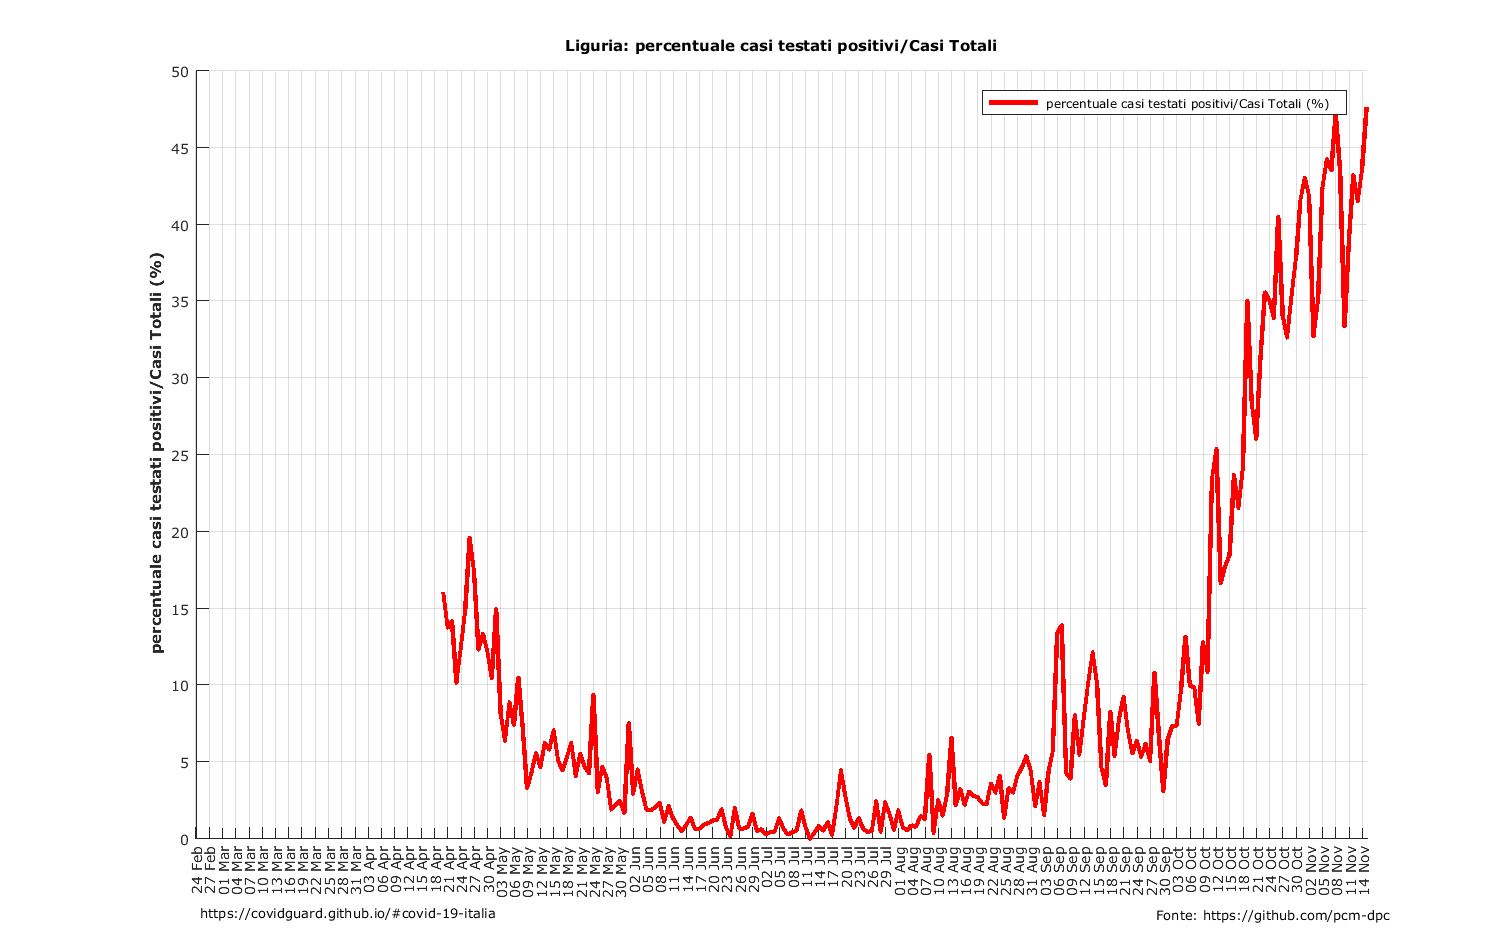 Liguria: percentuale casi testati positivi/Casi Totali
percentuale casi testati positivi/Casi Totali (%)
percentuale casi testati positivi/Casi Totali (%)
50
45
40
35
30
25
20
15
10
5
0
24 Feb
27 Feb
01 Mar
04 Mar
07 Mar
10 Mar
13 Mar
16 Mar
19 Mar
22 Mar
25 Mar
28 Mar
31 Mar
03 Apr
06 Apr
09 Apr
12 Apr
15 Apr
18 Apr
21 Apr
24 Apr
27 Apr
30 Apr
03 May
06 May
09 May
12 May
15 May
18 May
21 May
24 May
27 May
30 May
02 Jun
05 Jun
08 Jun
11 Jun
14 Jun
17 Jun
20 Jun
23 Jun
26 Jun
29 Jun
02 Jul
05 Jul
08 Jul
11 Jul
14 Jul
17 Jul
20 Jul
23 Jul
26 Jul
29 Jul
01 Aug
04 Aug
07 Aug
10 Aug
13 Aug
16 Aug
19 Aug
22 Aug
25 Aug
28 Aug
31 Aug
03 Sep
06 Sep
09 Sep
12 Sep
15 Sep
18 Sep
21 Sep
24 Sep
27 Sep
30 Sep
03 Oct
06 Oct
09 Oct
12 Oct
15 Oct
18 Oct
21 Oct
24 Oct
27 Oct
30 Oct
02 Nov
05 Nov
08 Nov
11 Nov
14 Nov
https://covidguard.github.io/#covid-19-italia
Fonte: https://github.com/pcm-dpc